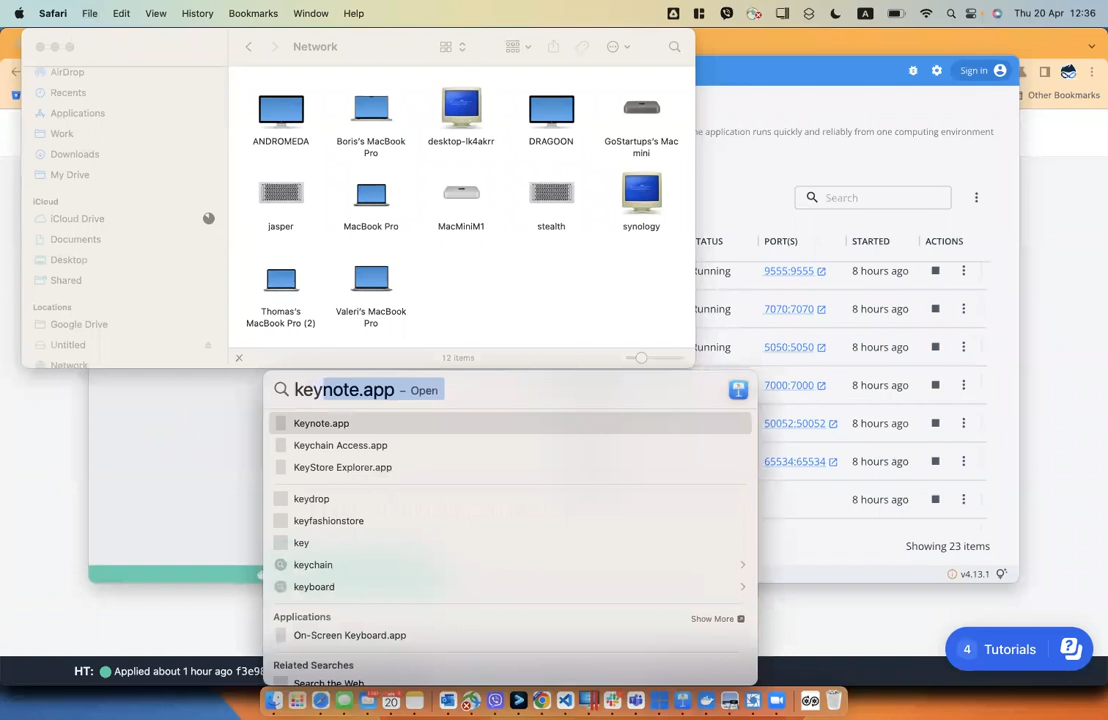 Safari File Edit View History Bookmarks Window Help A Thu 20 Apr 12:36
Network
Sign in
Other Bookmarks
AirDrop
Recents
Applications
Work
Downloads
My Drive
iCloud
iCloud Drive
Documents
Desktop
Shared
Locations
Google Drive
Untitled
Network
ANDROMEDA
Boris's MacBook
Pro
desktop-lk4akrr
DRAGOON
GoStartups's Mac
mini
jasper
MacBook Pro
MacMiniM1
stealth
synology
Thomas's
MacBook Pro (2)
Valeri's MacBook
Pro
12 items
he application runs quickly and reliably from one computing environment
Search
TATUS PORT(S) STARTED ACTIONS
unning 9555:9555 8 hours ago
unning 7070:7070 8 hours ago
unning 5050:5050 8 hours ago
7000:7000 8 hours ago
50052:50052 8 hours ago
65534:65534 8 hours ago
8 hours ago
Showing 23 items
v4.13.1
keynote.app – Open
Keynote.app
Keychain Access.app
KeyStore Explorer.app
keydrop
keyfashionstore
key
keychain
keyboard
Applications Show More
On-Screen Keyboard.app
Related Searches
Search the Web
4 Tutorials
HT: Applied about 1 hour ago f3e98
20